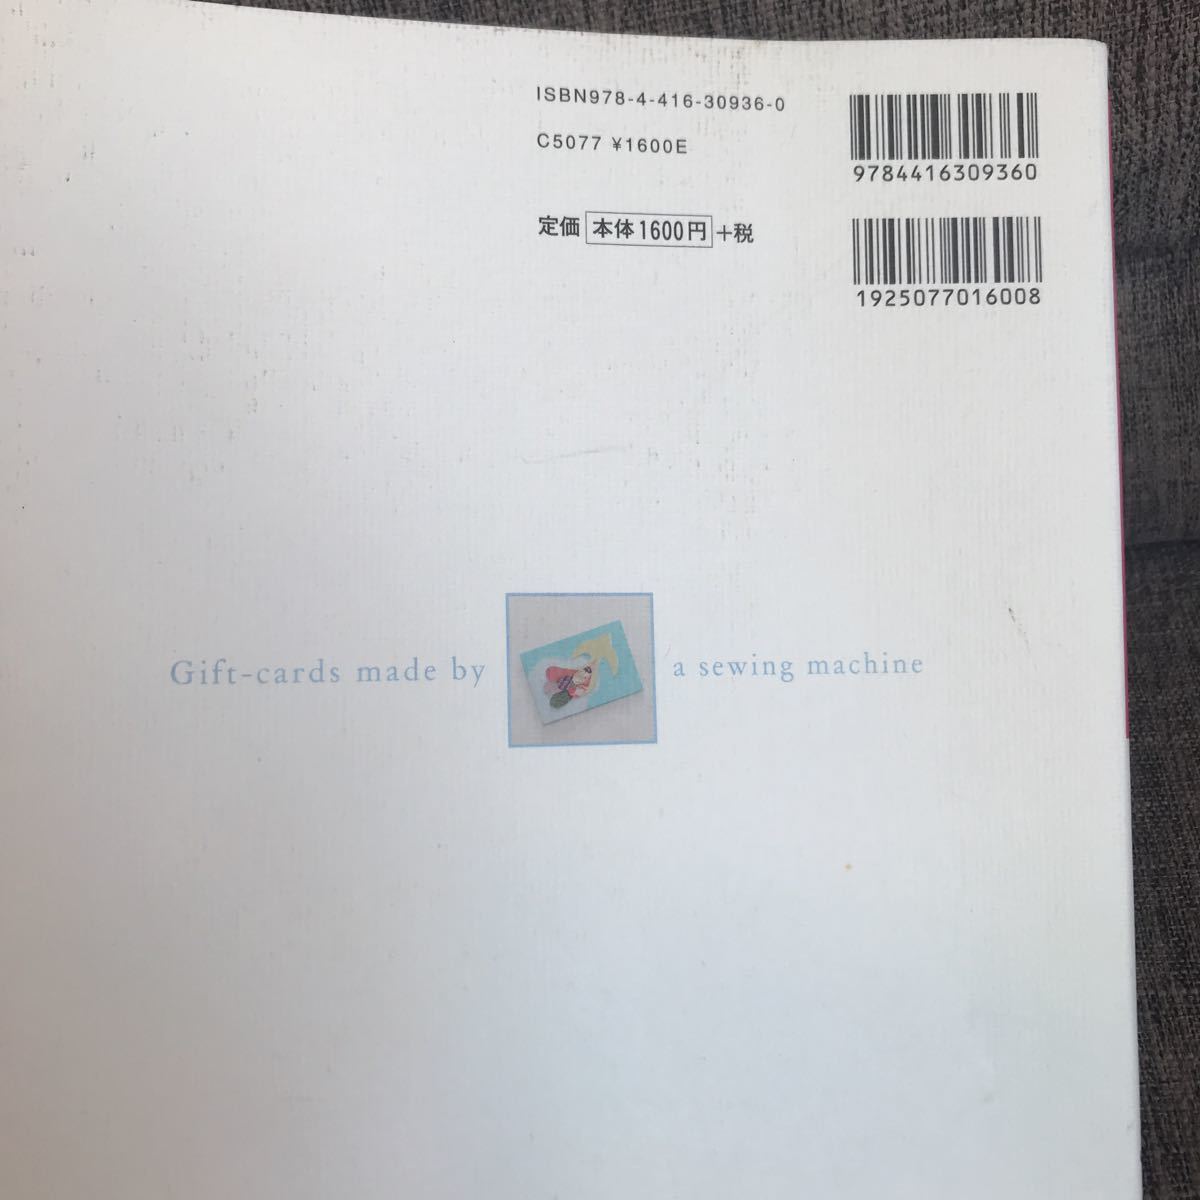 ISBN978-4-416-30936-0
C5077 ¥1600E
定価 本体1600円 +税
9784416309360
1925077016008
Gift-cards made by a sewing machine